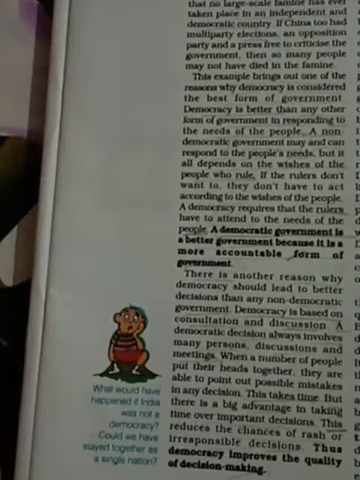 that no large-scale famine has ever
taken place in an independent and
democratic country. If China too had
multiparty elections, an opposition
party and a press free to criticise the
government, then so many people
may not have died in the famine.
This example brings out one of the
reasons why democracy is considered
the best form of government.
Democracy is better than any other
form of government in responding to
the needs of the people. A non-
democratic government may and can
respond to the people's needs, but it
all depends on the wishes of the
people who rule. If the rulers don't
want to, they don't have to act
according to the wishes of the people.
A democracy requires that the rulers
have to attend to the needs of the
people. A democratic government is
a better government because it is a
more accountable form of
government.
There is another reason why
democracy should lead to better
decisions than any non-democratic
government. Democracy is based on
consultation and discussion. A
democratic decision always involves
many persons, discussions and
meetings. When a number of people
put their heads together, they are
able to point out possible mistakes
in any decision. This takes time. But
there is a big advantage in taking
time over important decisions. This
reduces the chances of rash or
irresponsible decisions. Thus
democracy improves the quality
of decision-making.
What would have
happened if India
was not a
democracy?
Could we have
stayed together as
a single nation?